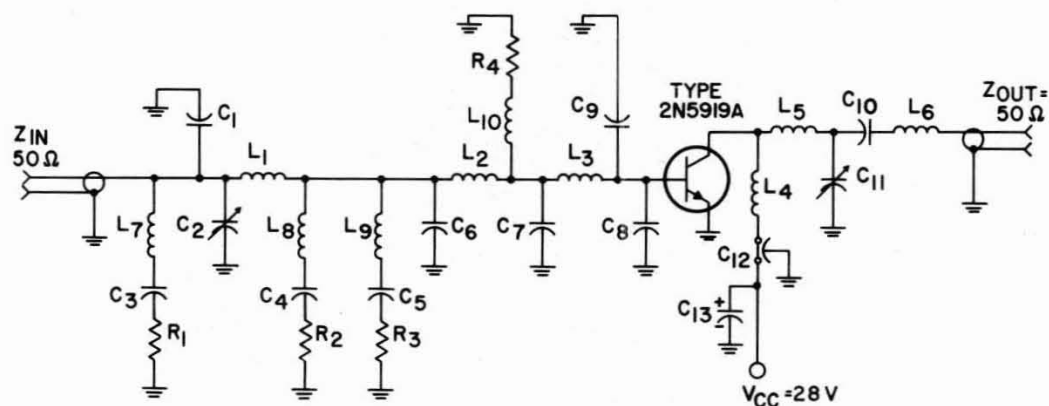 Z_IN
50 Ω
L7
C3
R1
C1
C2
L1
L8
C4
R2
L9
C5
R3
C6
R4
L10
L2
C7
L3
C9
C8
TYPE
2N5919A
L5
C10
L6
L4
C11
C12
C13
+
-
VCC=28 V
Z_OUT=
50 Ω